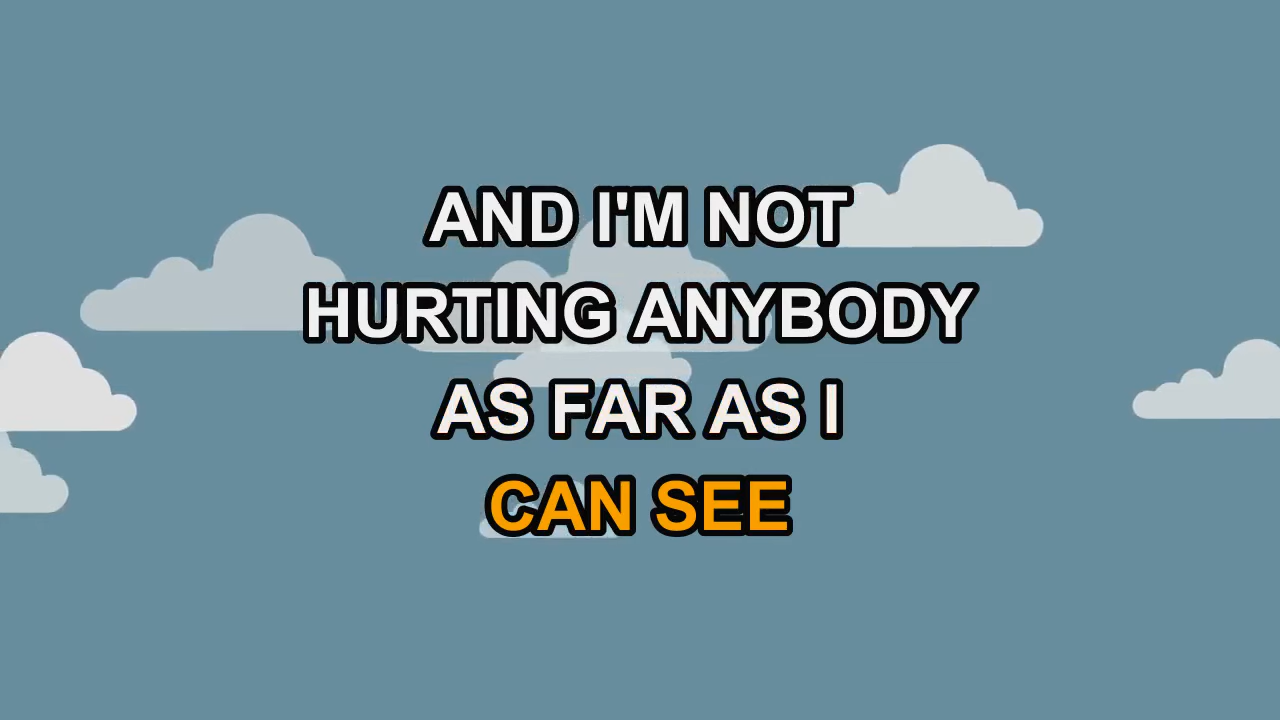 AND I'M NOT
HURTING ANYBODY
AS FAR AS I
CAN SEE